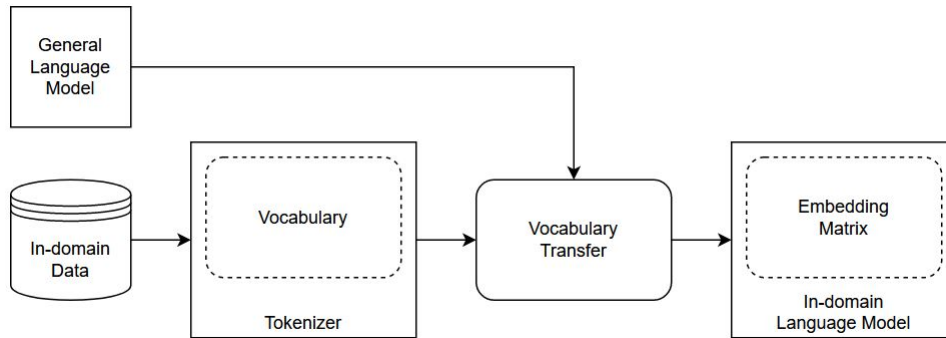 General
Language
Model
In-domain
Data
Vocabulary
Tokenizer
Vocabulary
Transfer
Embedding
Matrix
In-domain
Language Model